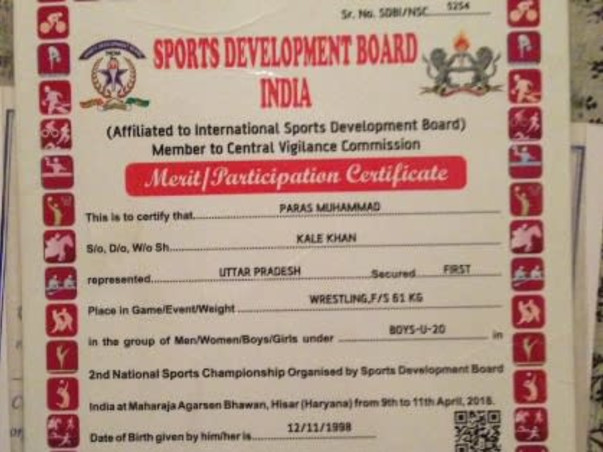 Sr. No. SDBI/NSC 5254
SPORTS DEVELOPMENT BOARD
INDIA
(Affiliated to International Sports Development Board)
Member to Central Vigilance Commission
Merit/Participation Certificate
This is to certify that PARAS MUHAMMAD
S/o, D/o, W/o Sh. KALE KHAN
represented UTTAR PRADESH Secured FIRST
Place in Game/Event/Weight WRESTLING,F/S 61 KG
in the group of Men/Women/Boys/Girls under BOYS-U-20 in
2nd National Sports Championship Organised by Sports Development Board
India at Maharaja Agarsen Bhawan, Hisar (Haryana) from 9th to 11th April, 2018.
Date of Birth given by him/her is 12/11/1998